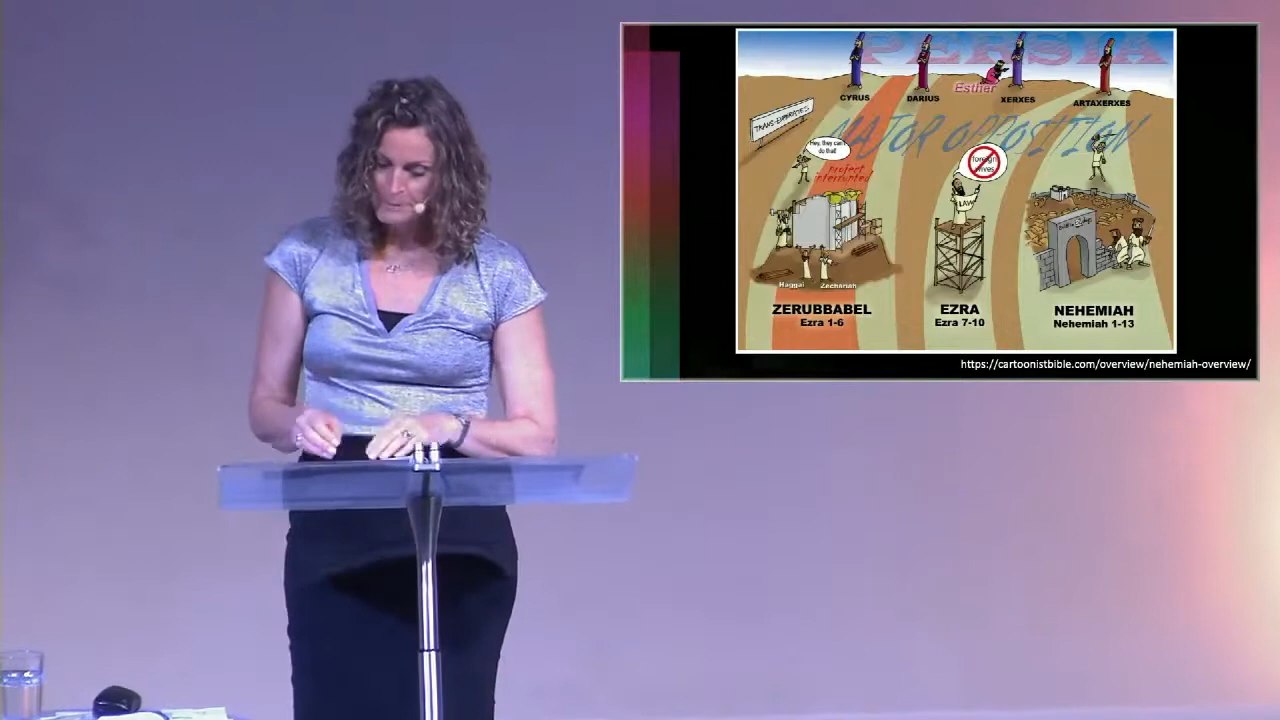 PERSIA
CYRUS
DARIUS
Esther
XERXES
ARTAXERXES
TRANS-EUPHRATES
MAJOR OPPOSITION
Hey, they can't
do that!
project
interrupted
foreign
wives
LAW
Haggai
Zechariah
ZERUBBABEL
Ezra 1-6
EZRA
Ezra 7-10
NEHEMIAH
Nehemiah 1-13
https://cartoonistbible.com/overview/nehemiah-overview/